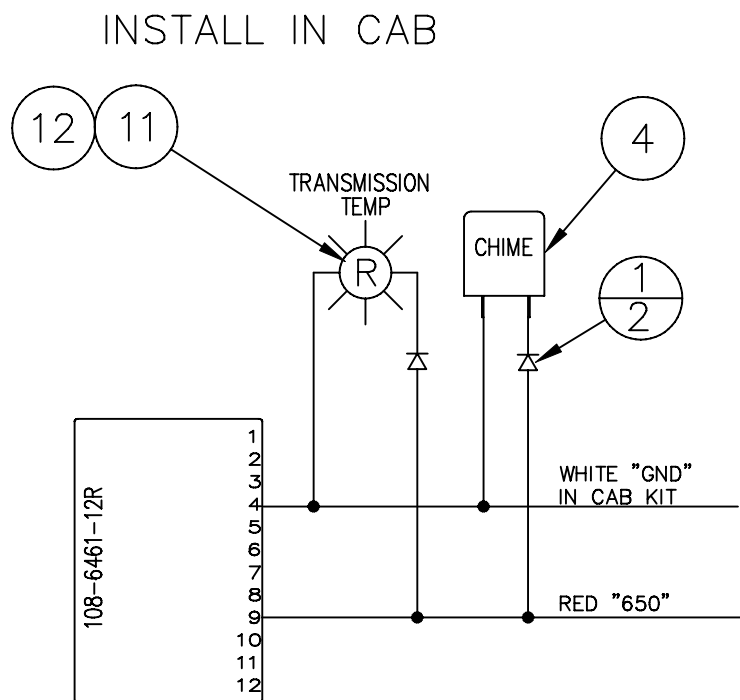 INSTALL IN CAB
12
11
4
TRANSMISSION
TEMP
R
CHIME
1
2
108-6461-12R
1
2
3
4
5
6
7
8
9
10
11
12
WHITE "GND"
IN CAB KIT
RED "650"